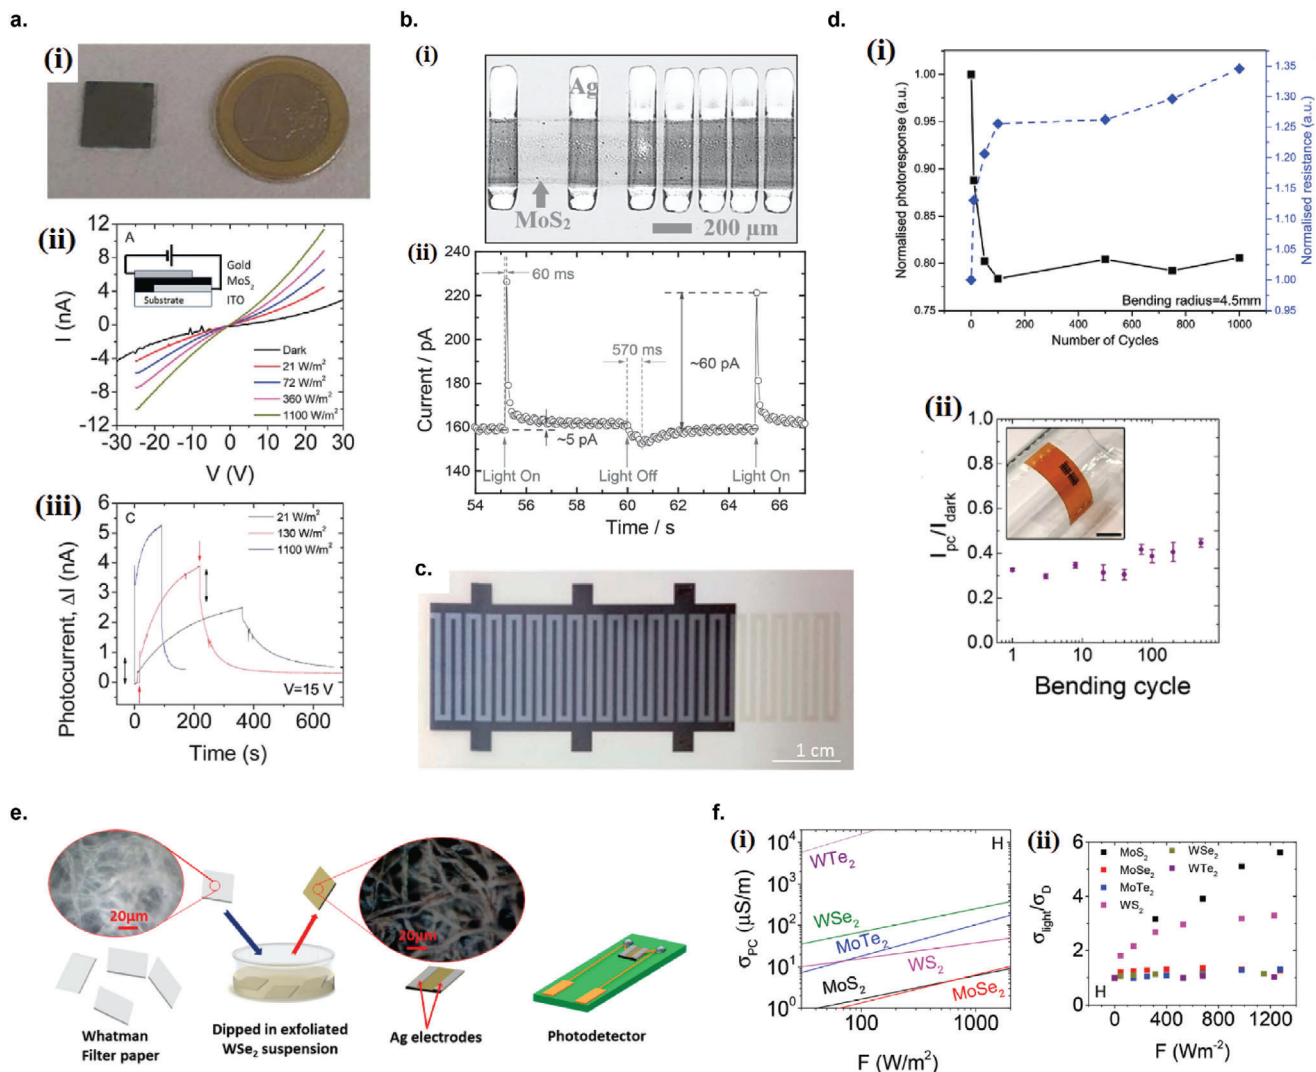 a.
(i)
(ii)
A
Gold
MoS2
ITO
Substrate
I (nA)
12
8
4
0
-4
-8
-12
Dark
21 W/m²
72 W/m²
360 W/m²
1100 W/m²
-30 -20 -10 0 10 20 30
V (V)
(iii)
C
21 W/m²
130 W/m²
1100 W/m²
Photocurrent, ΔI (nA)
6
5
4
3
2
1
0
V=15 V
0 200 400 600
Time (s)
b.
(i)
Ag
MoS2
200 µm
(ii)
Current / pA
240
220
200
180
160
140
60 ms
570 ms
~60 pA
~5 pA
Light On
Light Off
Light On
54 56 58 60 62 64 66
Time / s
c.
1 cm
d.
(i)
Normalised photoresponse (a.u.)
1.00
0.95
0.90
0.85
0.80
0.75
Normalised resistance (a.u.)
1.35
1.30
1.25
1.20
1.15
1.10
1.05
1.00
0.95
Bending radius=4.5mm
0 200 400 600 800 1000
Number of Cycles
(ii)
Ipc/Idark
1.0
0.8
0.6
0.4
0.2
0.0
1 10 100
Bending cycle
e.
20µm
20µm
Whatman
Filter paper
Dipped in exfoliated
WSe2 suspension
Ag electrodes
Photodetector
f.
(i)
H
σPC (µS/m)
10⁴
10³
10²
10¹
10⁰
WTe2
WSe2
MoTe2
WS2
MoS2
MoSe2
100 1000
F (W/m²)
(ii)
σlight/σD
6
4
2
0
MoS2
MoSe2
MoTe2
WS2
WSe2
WTe2
H
0 400 800 1200
F (Wm⁻²)